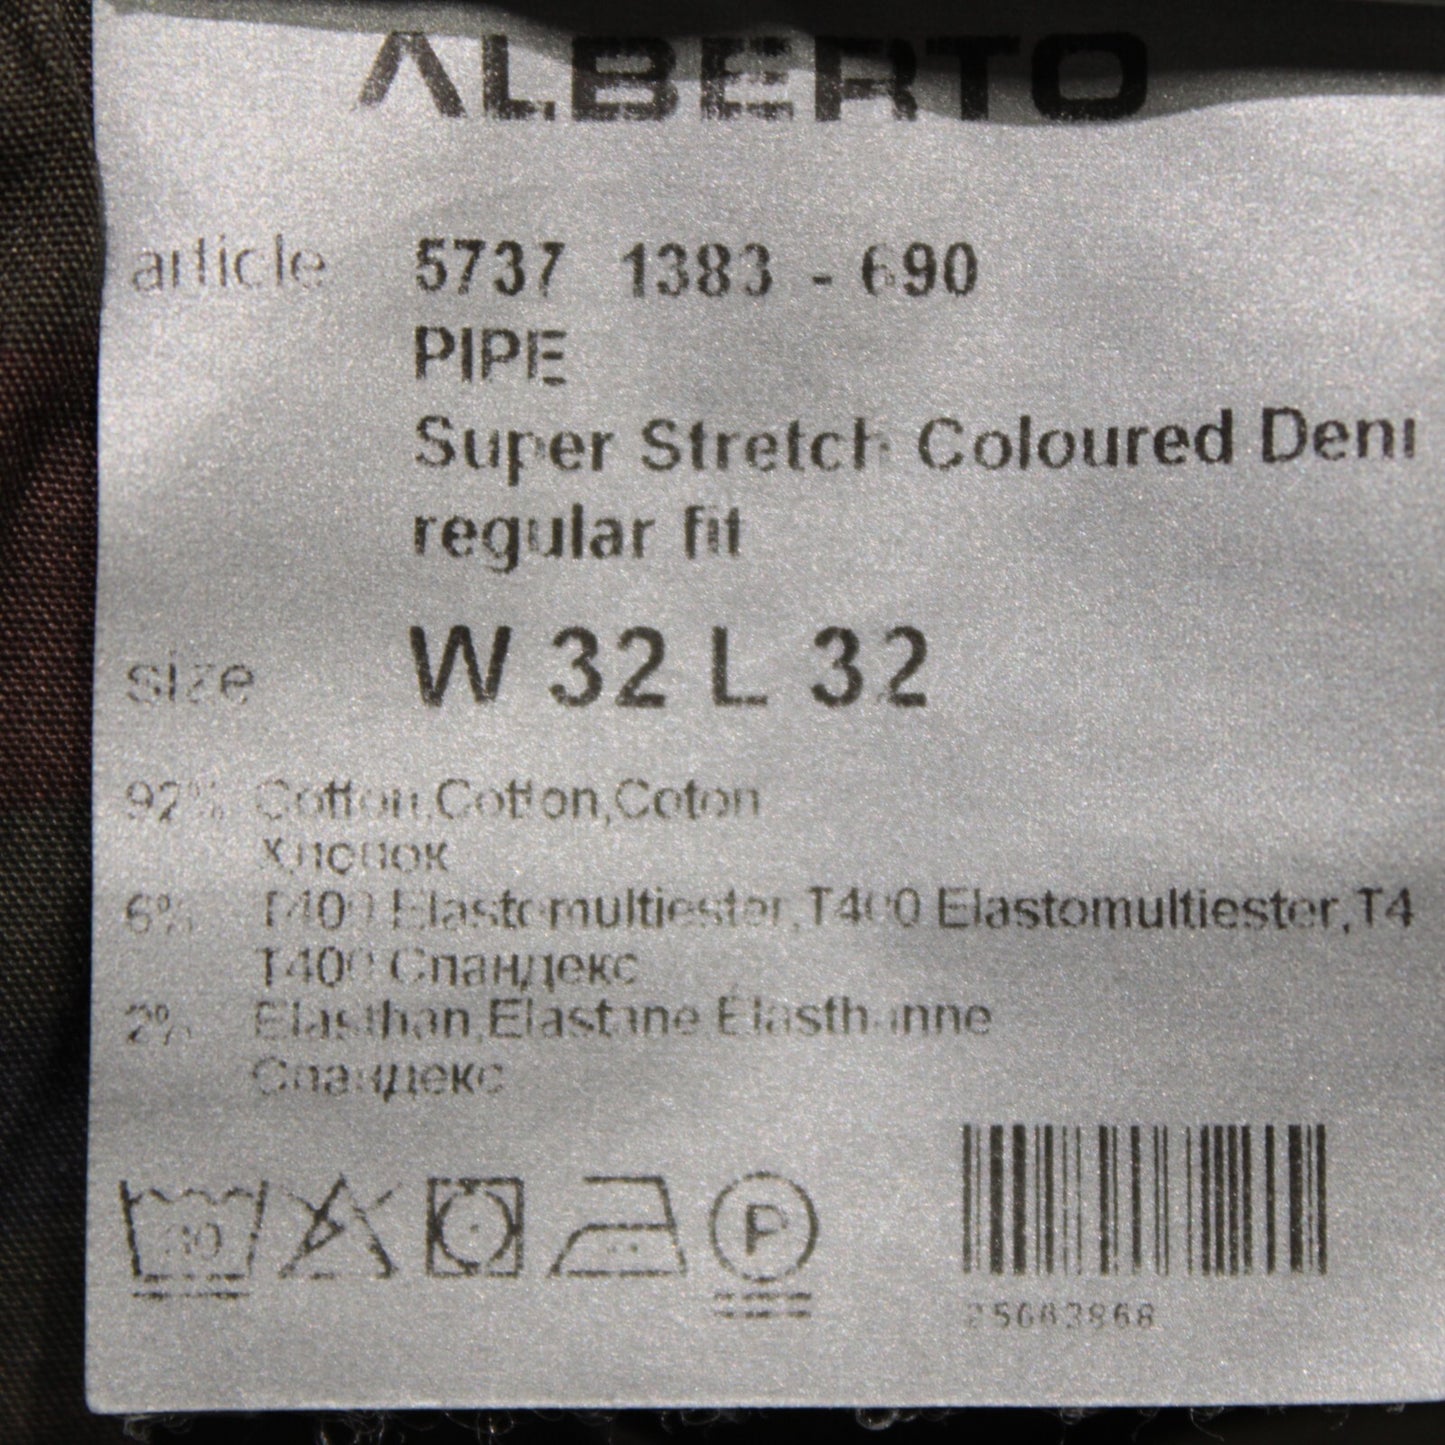 ALBERTO
article 5737 1383 - 690
PIPE
Super Stretch Coloured Deni
regular fit
size W 32 L 32
92% Cotton,Cotton,Coton
Хлопок
6% T400 Elastomultiester,T400 Elastomultiester,T4
T400 Спандекс
2% Elasthan,Elastane,Elasthanne
Спандекс
P